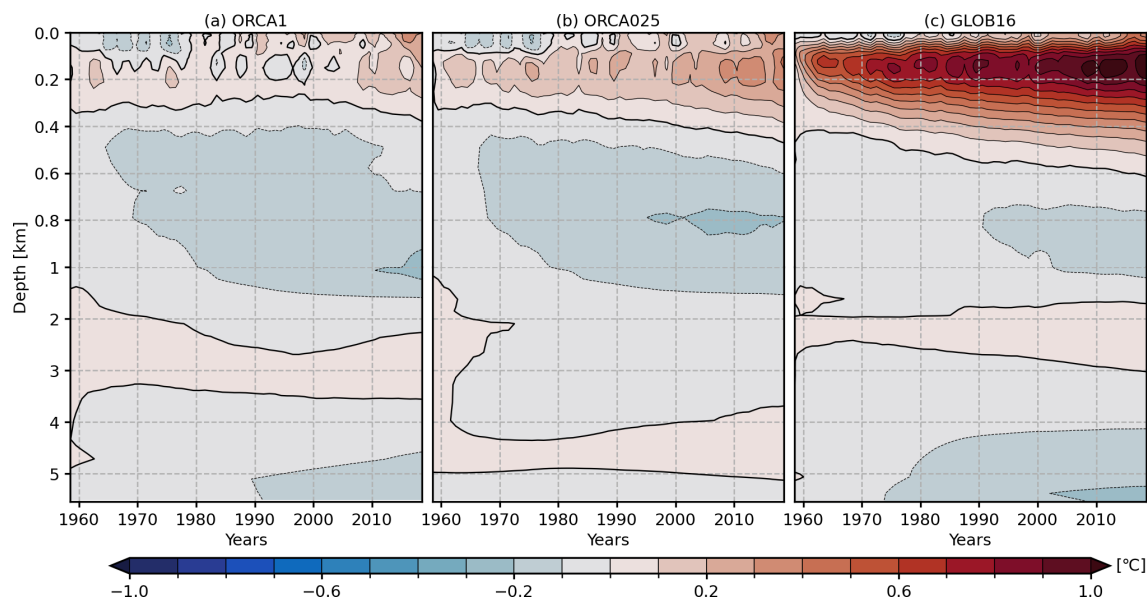 (a) ORCA1
(b) ORCA025
(c) GLOB16
0.0
0.2
0.4
0.6
0.8
1
2
3
4
5
Depth [km]
1960 1970 1980 1990 2000 2010
1960 1970 1980 1990 2000 2010
1960 1970 1980 1990 2000 2010
Years
Years
Years
−1.0 −0.6 −0.2 0.2 0.6 1.0
[℃]